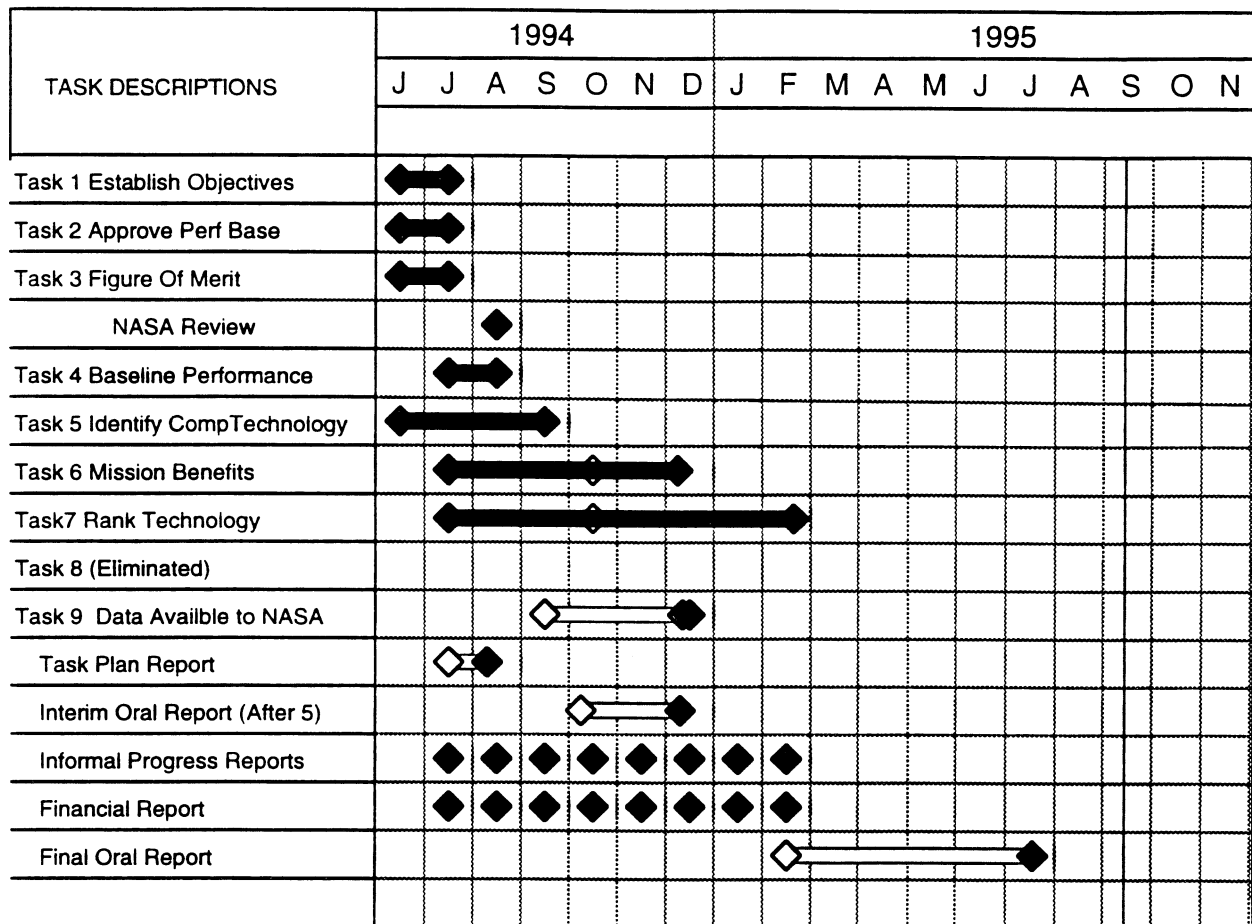 1994 1995
TASK DESCRIPTIONS J J A S O N D J F M A M J J A S O N
Task 1 Establish Objectives
Task 2 Approve Perf Base
Task 3 Figure Of Merit
NASA Review
Task 4 Baseline Performance
Task 5 Identify CompTechnology
Task 6 Mission Benefits
Task7 Rank Technology
Task 8 (Eliminated)
Task 9 Data Availble to NASA
Task Plan Report
Interim Oral Report (After 5)
Informal Progress Reports
Financial Report
Final Oral Report